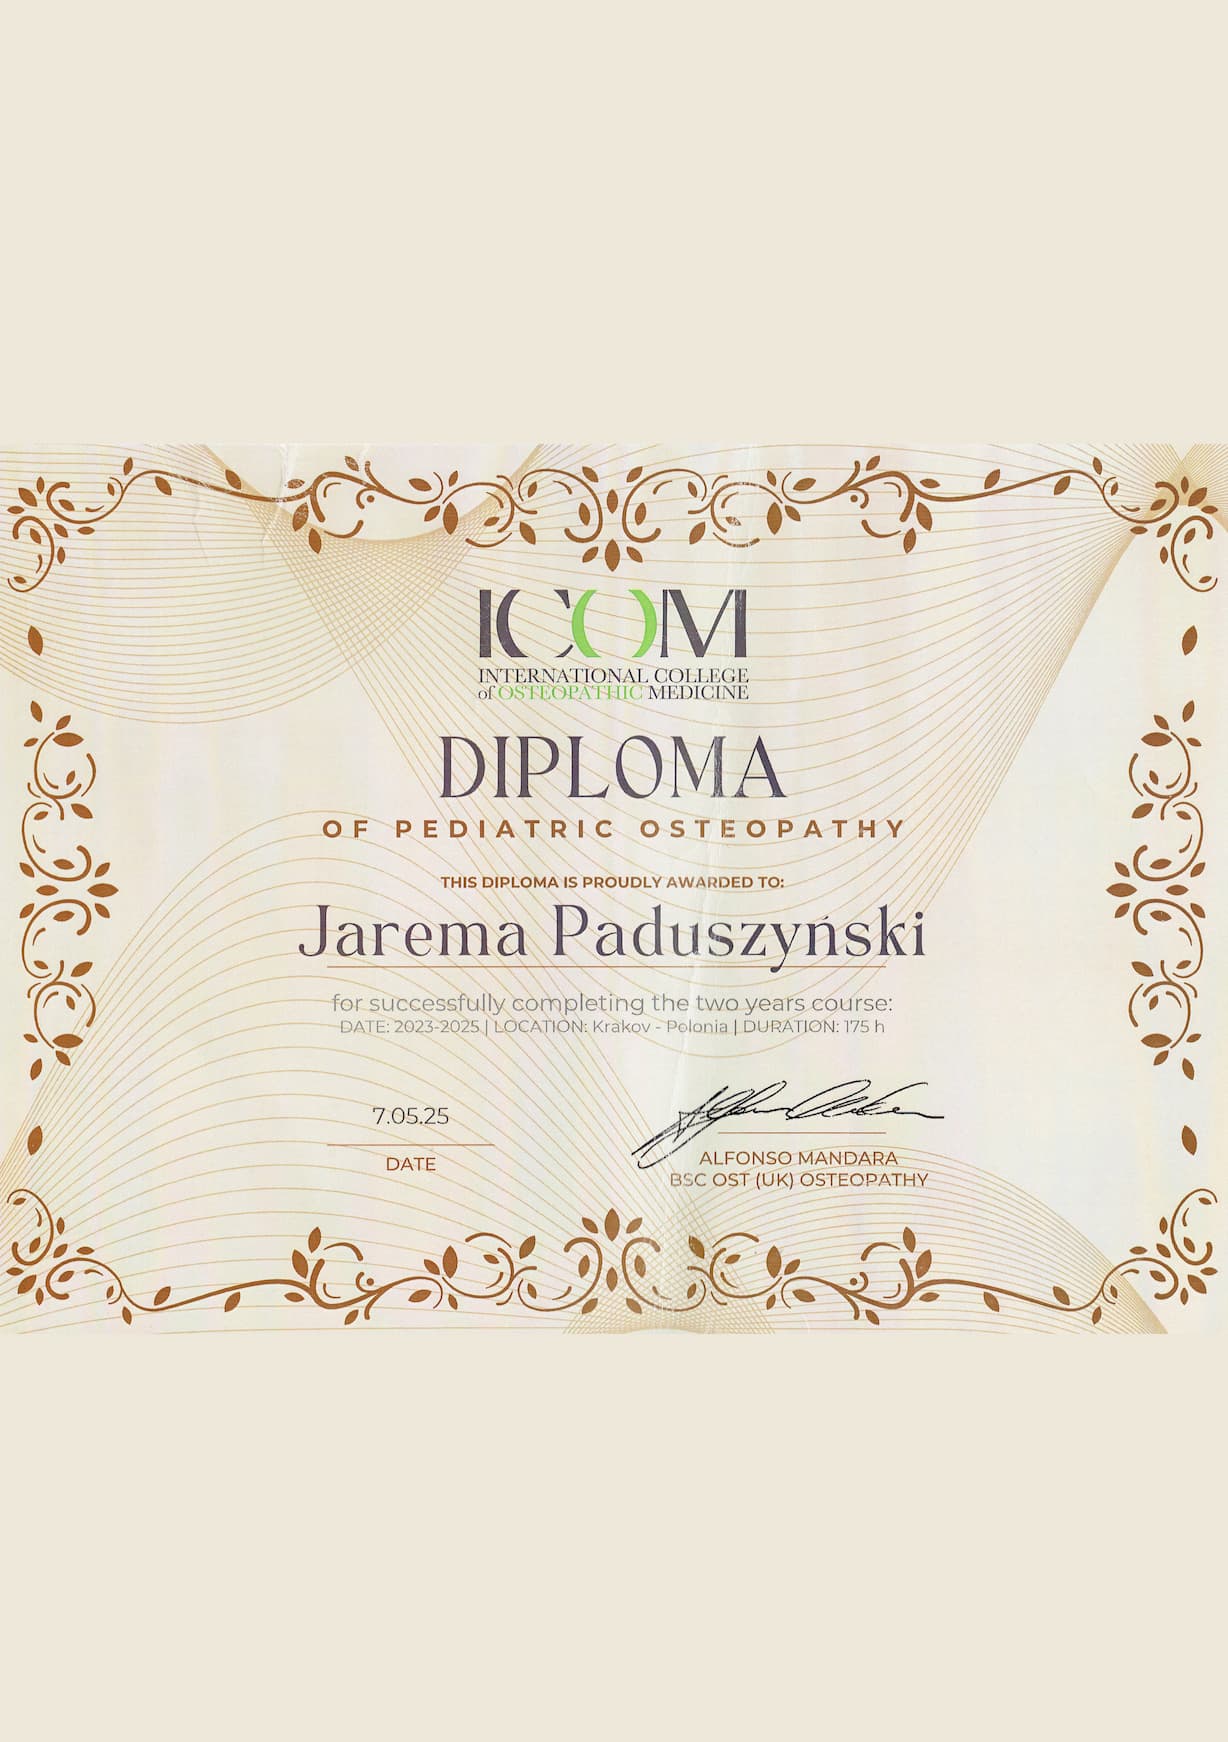 ICOM
INTERNATIONAL COLLEGE
of OSTEOPATHIC MEDICINE
DIPLOMA
OF PEDIATRIC OSTEOPATHY
THIS DIPLOMA IS PROUDLY AWARDED TO:
Jarema Paduszyński
for successfully completing the two years course:
DATE: 2023-2025 | LOCATION: Krakov - Polonia | DURATION: 175 h
7.05.25
DATE
ALFONSO MANDARA
BSC OST (UK) OSTEOPATHY